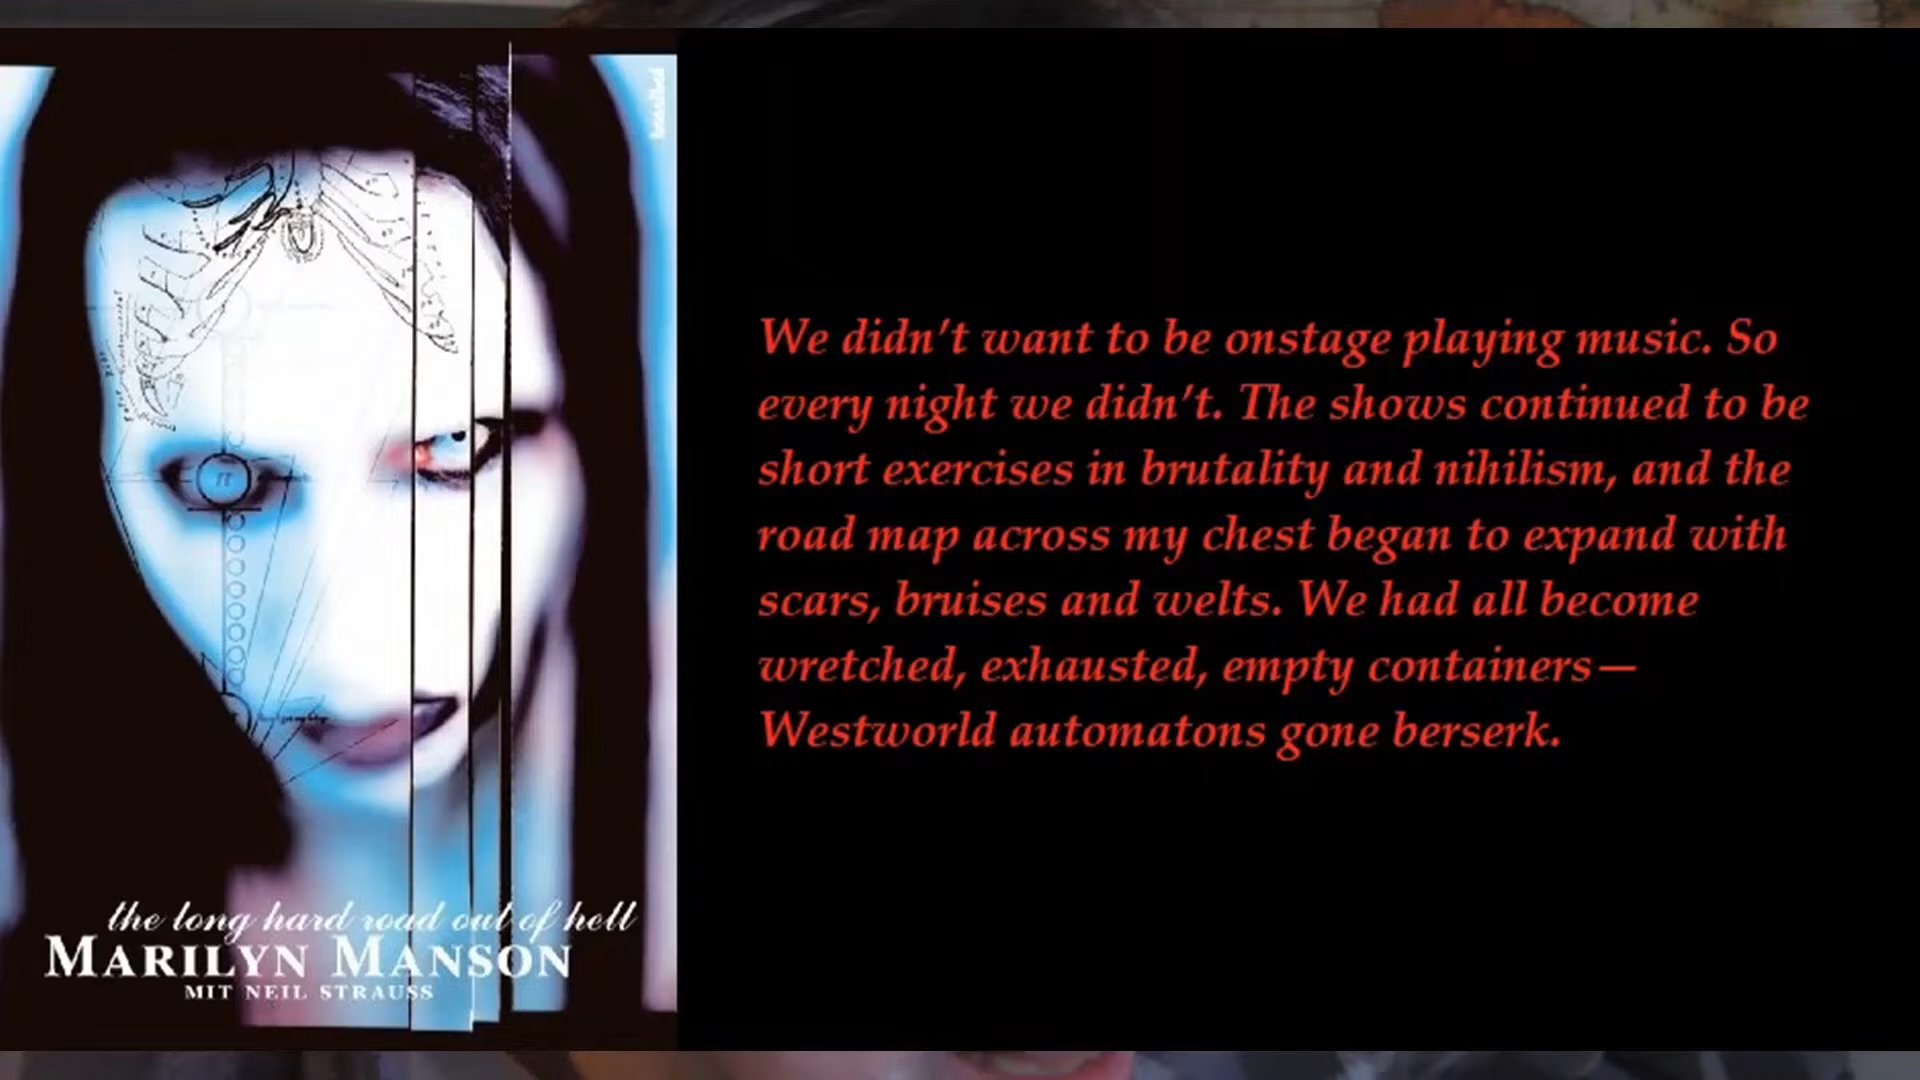 the long hard road out of hell
MARILYN MANSON
MIT NEIL STRAUSS
We didn't want to be onstage playing music. So
every night we didn't. The shows continued to be
short exercises in brutality and nihilism, and the
road map across my chest began to expand with
scars, bruises and welts. We had all become
wretched, exhausted, empty containers—
Westworld automatons gone berserk.